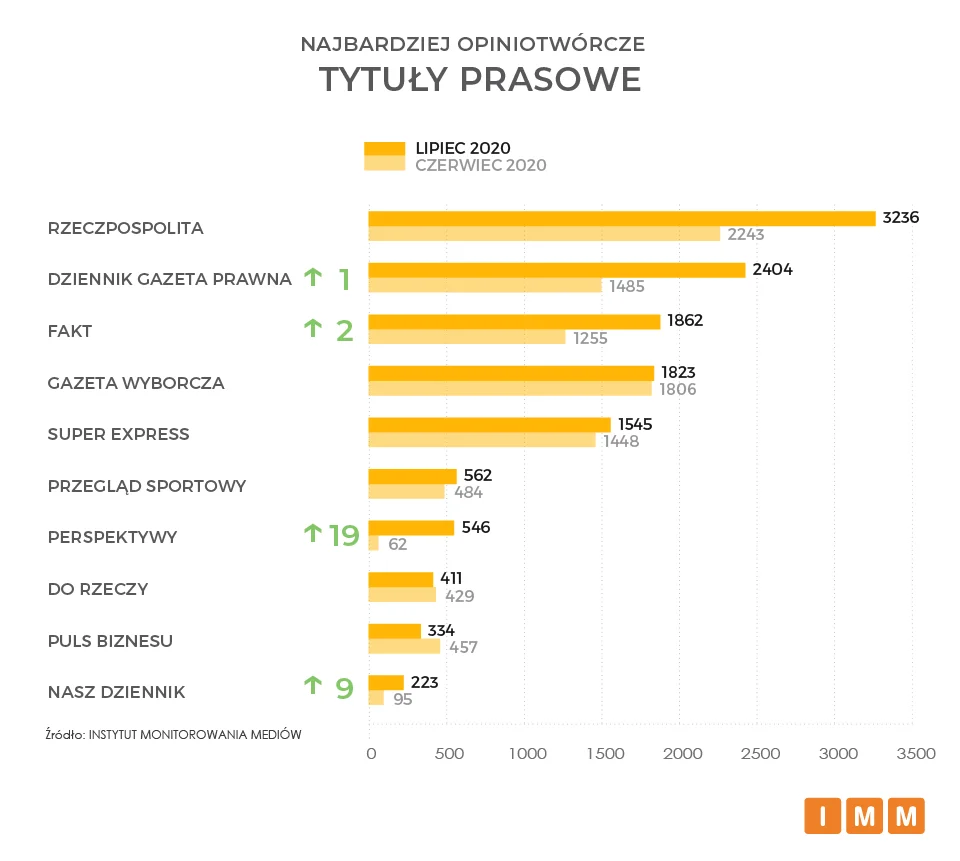 NAJBARDZIEJ OPINIOTWÓRCZE
TYTUŁY PRASOWE
LIPIEC 2020
CZERWIEC 2020
RZECZPOSPOLITA 3236
2243
DZIENNIK GAZETA PRAWNA ↑ 1 2404
1485
FAKT ↑ 2 1862
1255
GAZETA WYBORCZA 1823
1806
SUPER EXPRESS 1545
1448
PRZEGLĄD SPORTOWY 562
484
PERSPEKTYWY ↑ 19 546
62
DO RZECZY 411
429
PULS BIZNESU 334
457
NASZ DZIENNIK ↑ 9 223
95
Źródło: INSTYTUT MONITOROWANIA MEDIÓW
0 500 1000 1500 2000 2500 3000 3500
IMM